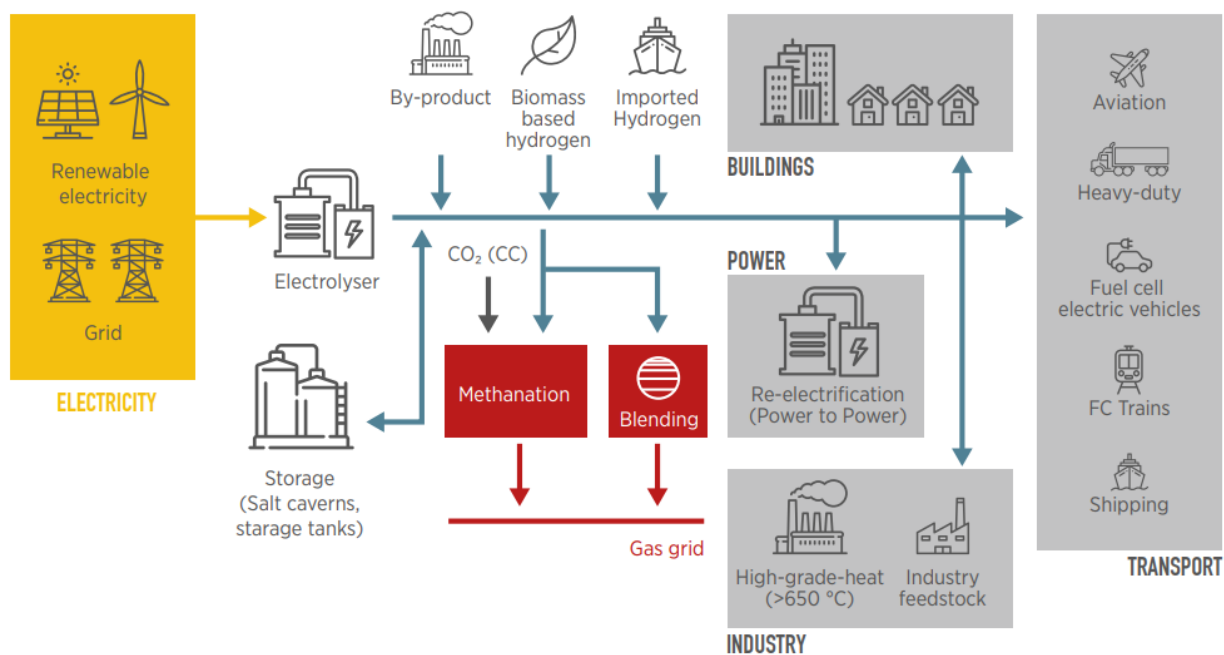 Renewable
electricity
Grid
ELECTRICITY
Electrolyser
Storage
(Salt caverns,
starage tanks)
By-product
Biomass
based
hydrogen
Imported
Hydrogen
CO₂ (CC)
Methanation
Blending
Gas grid
BUILDINGS
POWER
Re-electrification
(Power to Power)
High-grade-heat
(>650 °C)
Industry
feedstock
INDUSTRY
Aviation
Heavy-duty
Fuel cell
electric vehicles
FC Trains
Shipping
TRANSPORT